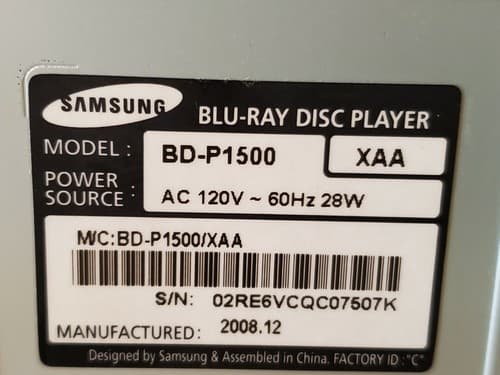 SAMSUNG BLU-RAY DISC PLAYER
MODEL : BD-P1500 XAA
POWER
SOURCE : AC 120V ~ 60Hz 28W
M/C:BD-P1500/XAA
S/N: 02RE6VCQC07507K
MANUFACTURED: 2008.12
Designed by Samsung & Assembled in China. FACTORY ID : "C"